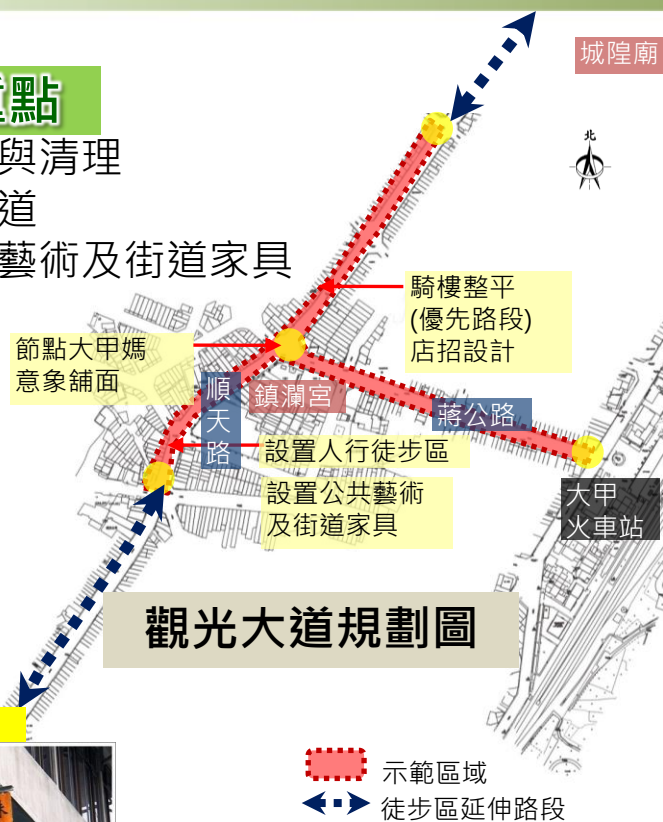 城隍廟
重點
與清理
道
藝術及街道家具
北
騎樓整平
(優先路段)
店招設計
節點大甲媽
意象舖面
順天路
鎮瀾宮
蔣公路
設置人行徒步區
設置公共藝術
及街道家具
大甲
火車站
觀光大道規劃圖
示範區域
徒步區延伸路段